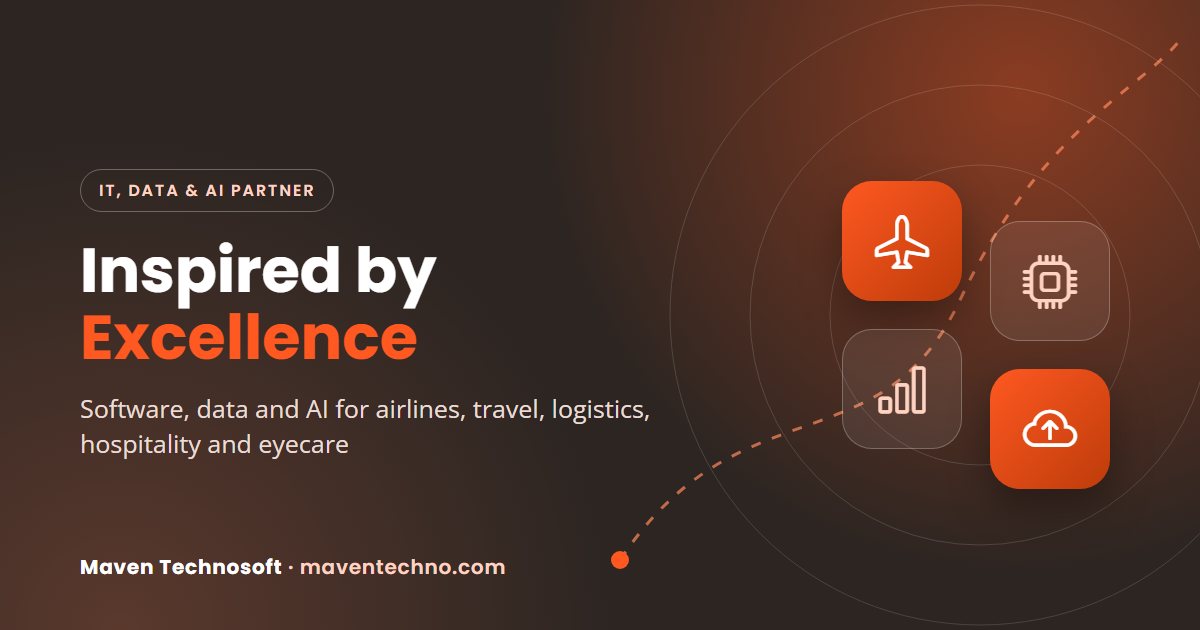 IT, DATA & AI PARTNER
Inspired by
Excellence
Software, data and AI for airlines, travel, logistics,
hospitality and eyecare
Maven Technosoft · maventechno.com